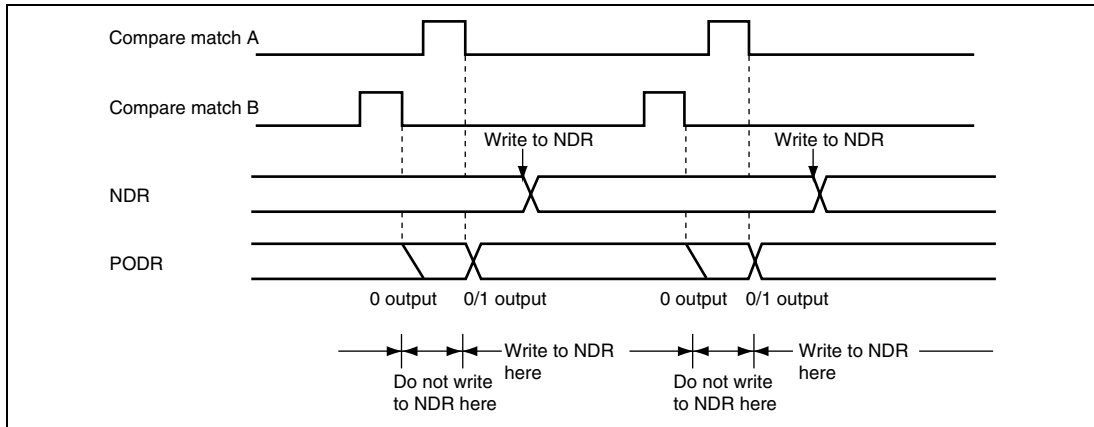 Compare match A
Compare match B
Write to NDR
Write to NDR
NDR
PODR
0 output
0/1 output
0 output
0/1 output
Write to NDR
here
Write to NDR
here
Do not write
to NDR here
Do not write
to NDR here